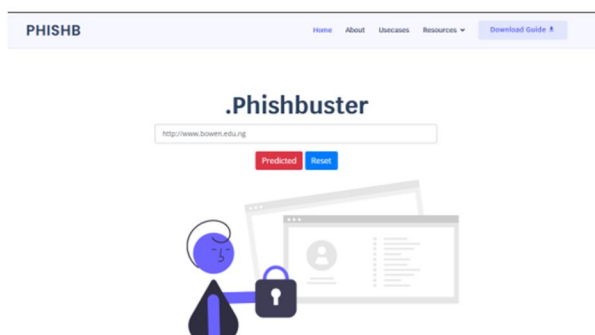 PHISHB
Home About Usecases Resources Download Guide
.Phishbuster
http://www.bowen.edu.ng
Predicted Reset